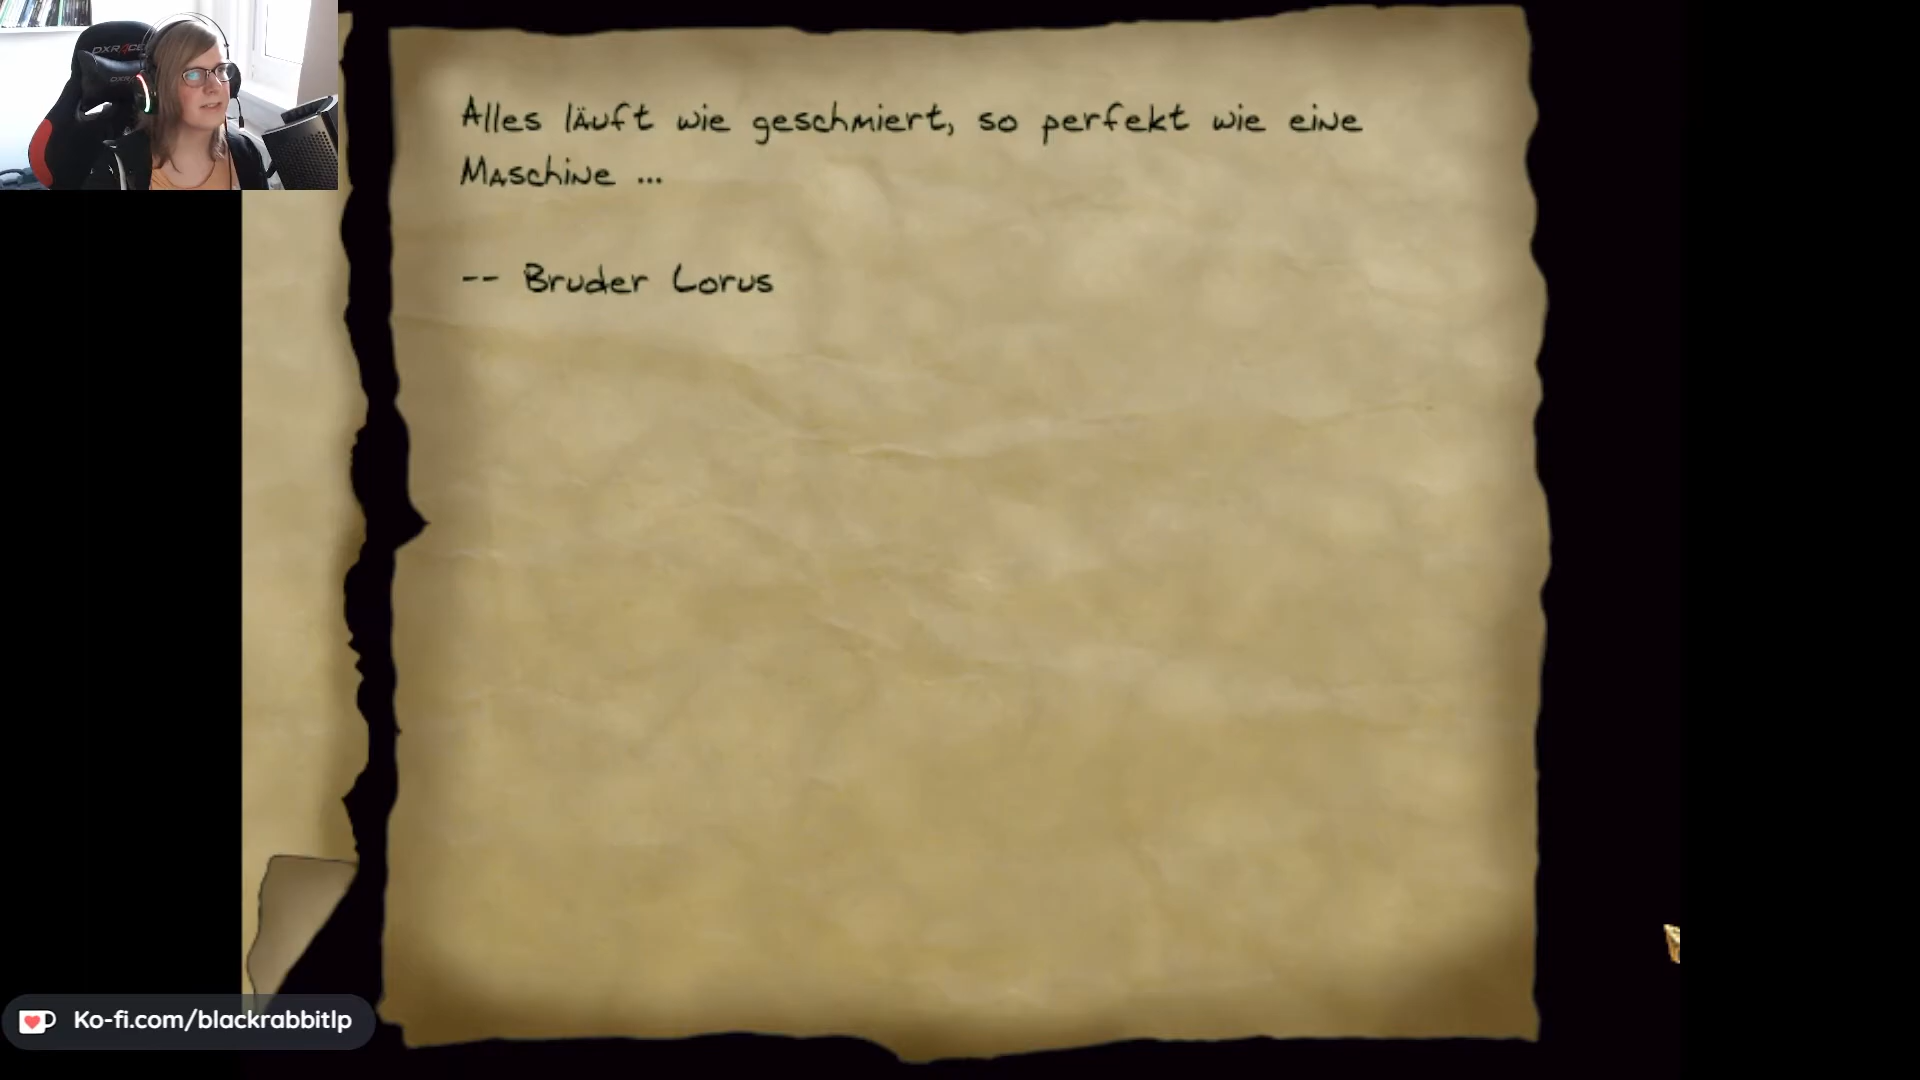 Alles läuft wie geschmiert, so perfekt wie eine
Maschine ...
-- Bruder Lorus
Ko-fi.com/blackrabbitlp